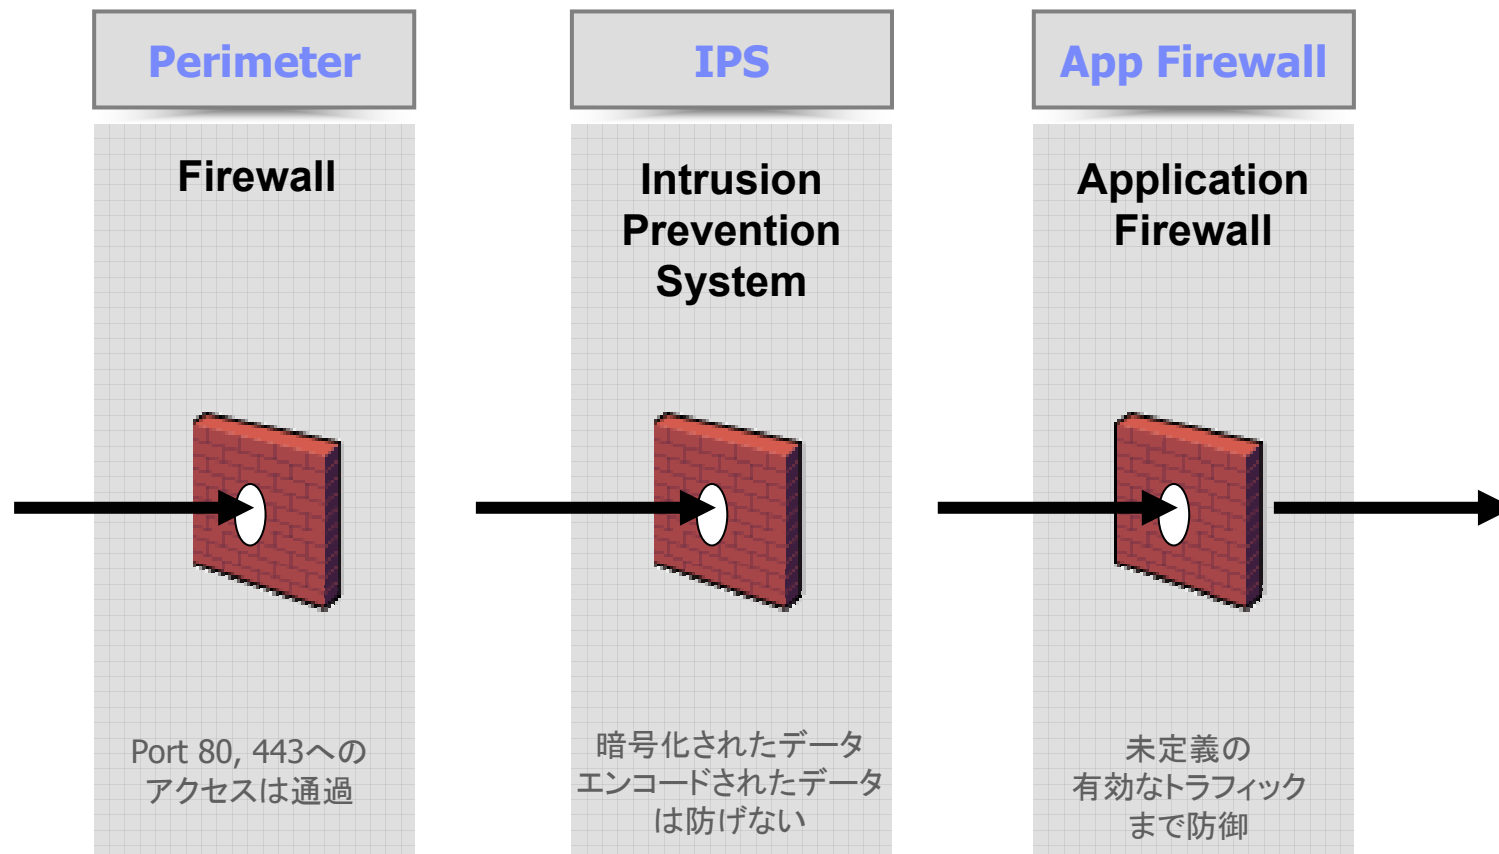 Perimeter
Firewall
Port 80, 443への
アクセスは通過
IPS
Intrusion
Prevention
System
暗号化されたデータ
エンコードされたデータ
は防げない
App Firewall
Application
Firewall
未定義の
有効なトラフィック
まで防御